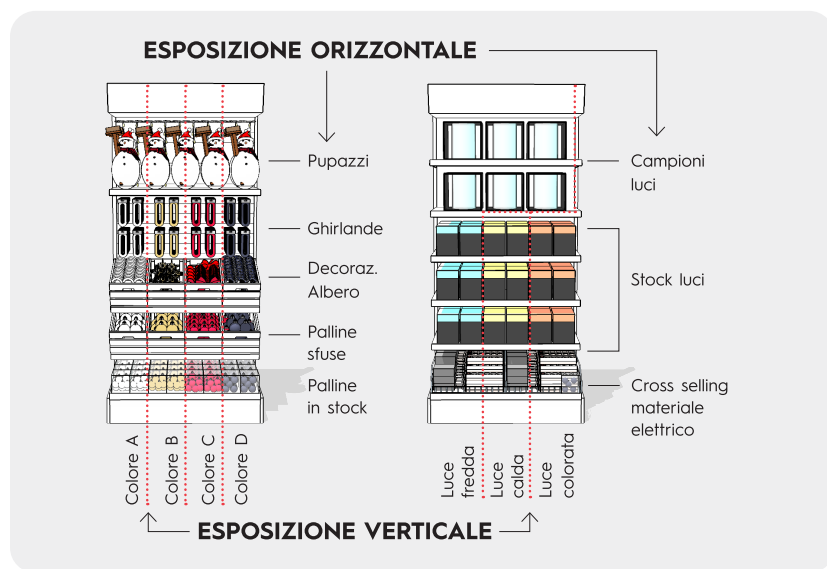 ESPOSIZIONE ORIZZONTALE
Pupazzi
Ghirlande
Decoraz.
Albero
Palline
sfuse
Palline
in stock
Campioni
luci
Stock luci
Cross selling
materiale
elettrico
Colore A
Colore B
Colore C
Colore D
Luce
fredda
Luce
calda
Luce
colorata
ESPOSIZIONE VERTICALE